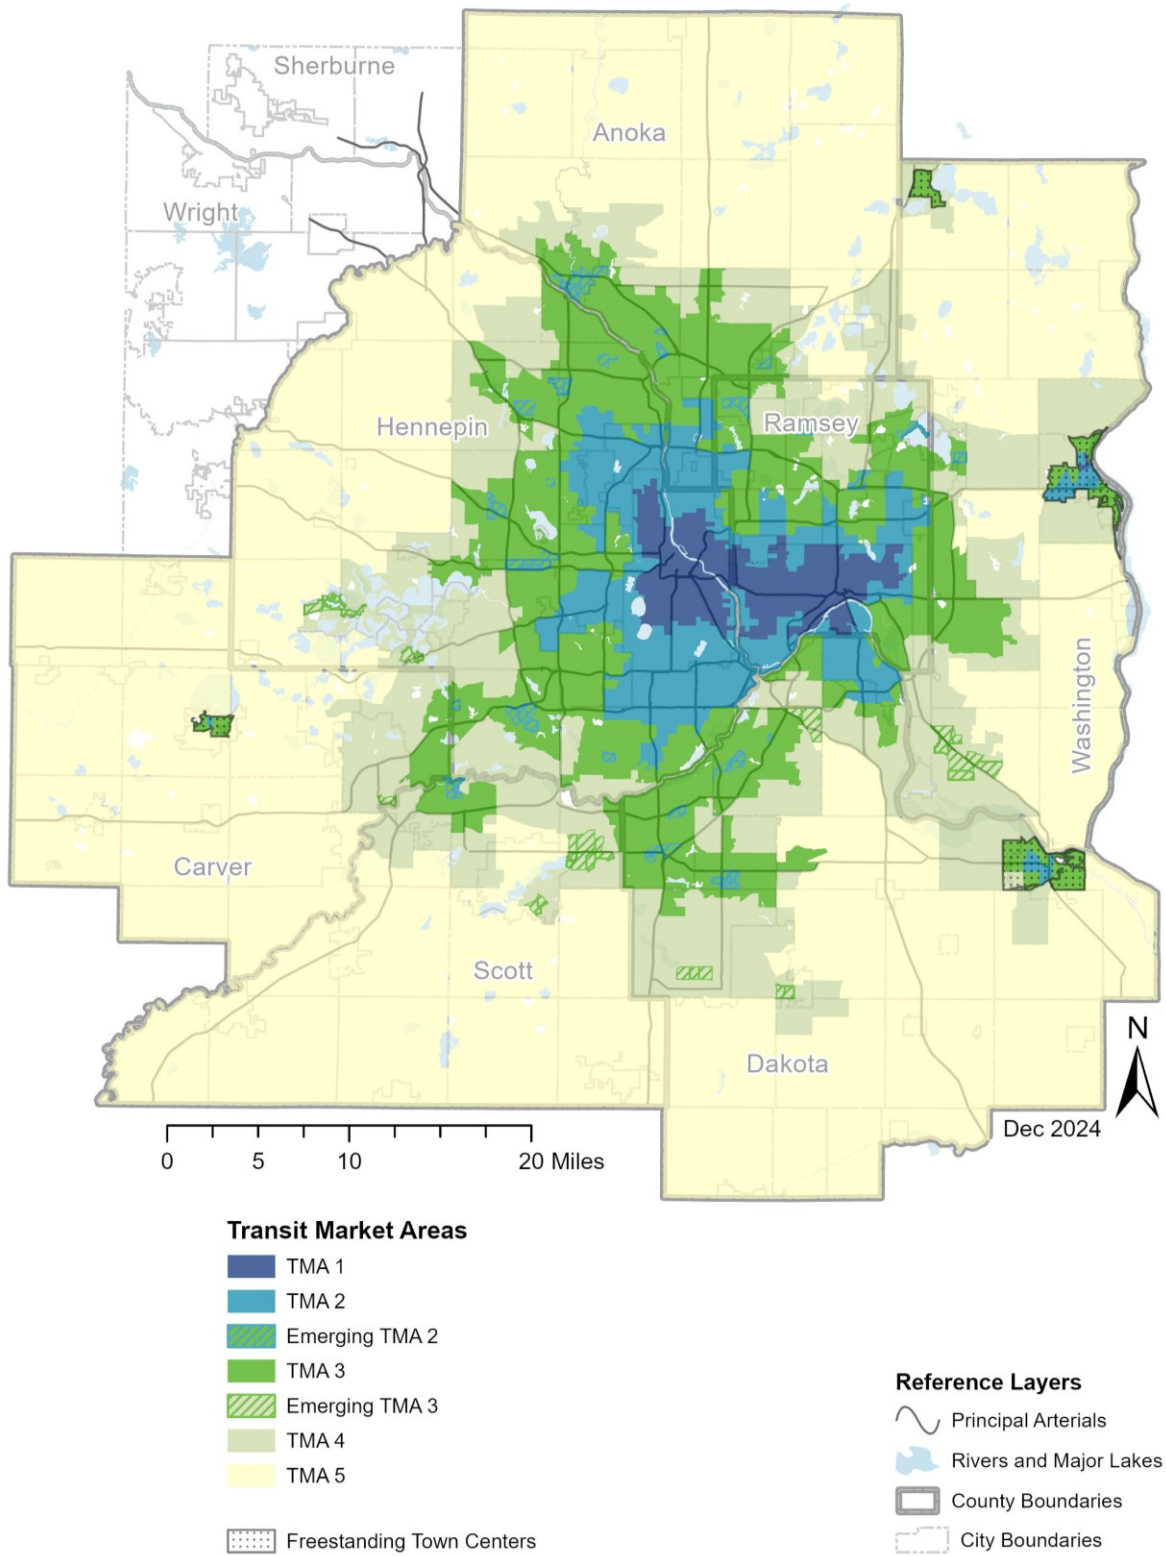 Sherburne
Anoka
Wright
Hennepin
Ramsey
Washington
Carver
Scott
Dakota
N
Dec 2024
0 5 10 20 Miles
Transit Market Areas
TMA 1
TMA 2
Emerging TMA 2
TMA 3
Emerging TMA 3
TMA 4
TMA 5
Freestanding Town Centers
Reference Layers
Principal Arterials
Rivers and Major Lakes
County Boundaries
City Boundaries